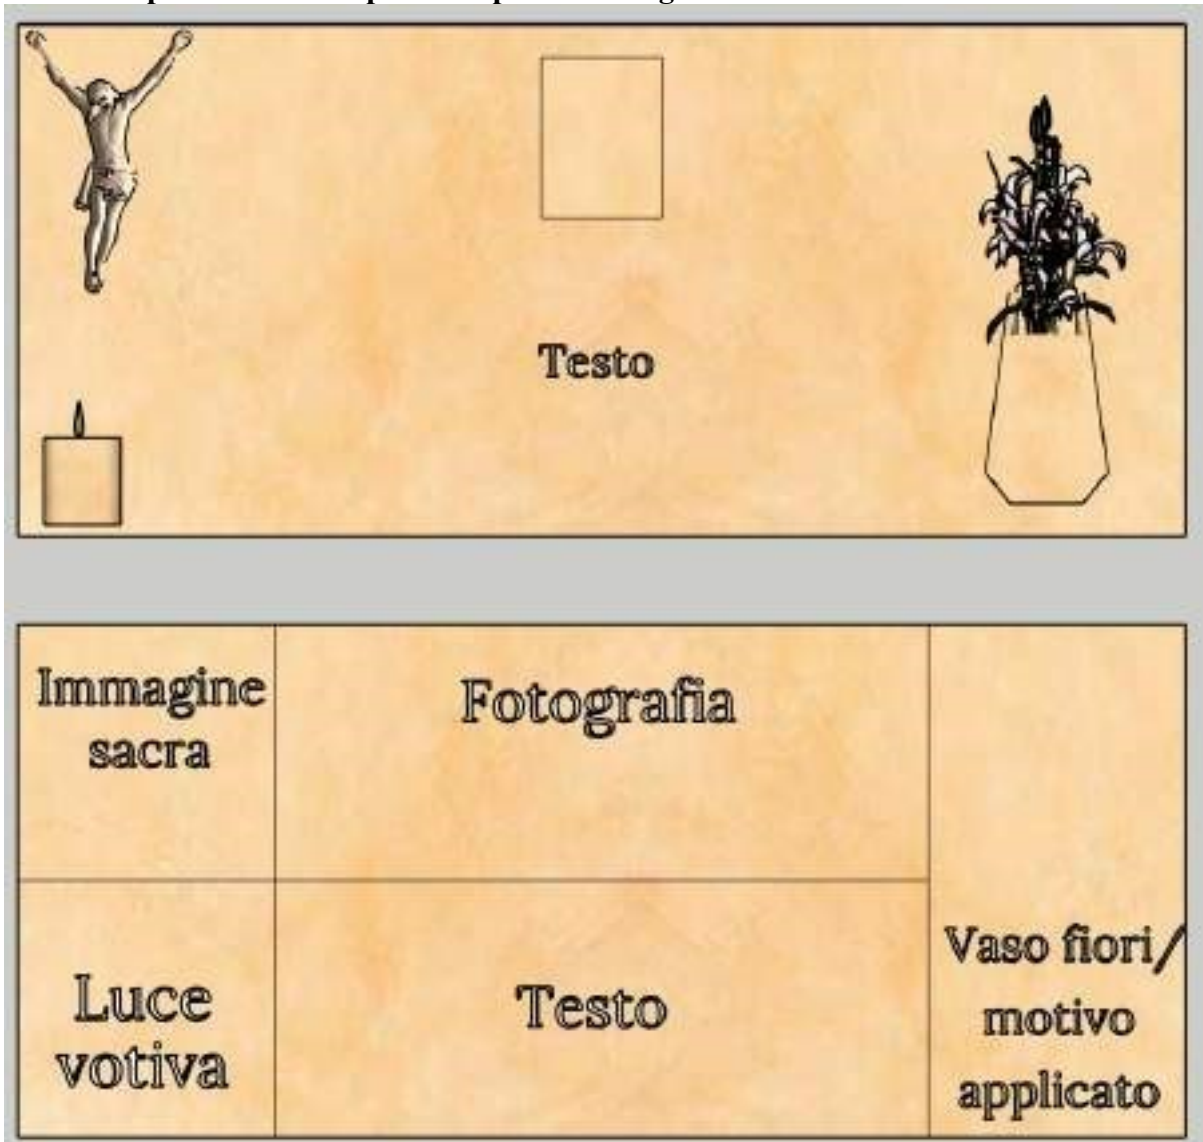 Testo
Immagine
sacra
Fotografia
Luce
votiva
Testo
Vaso fiori/
motivo
applicato